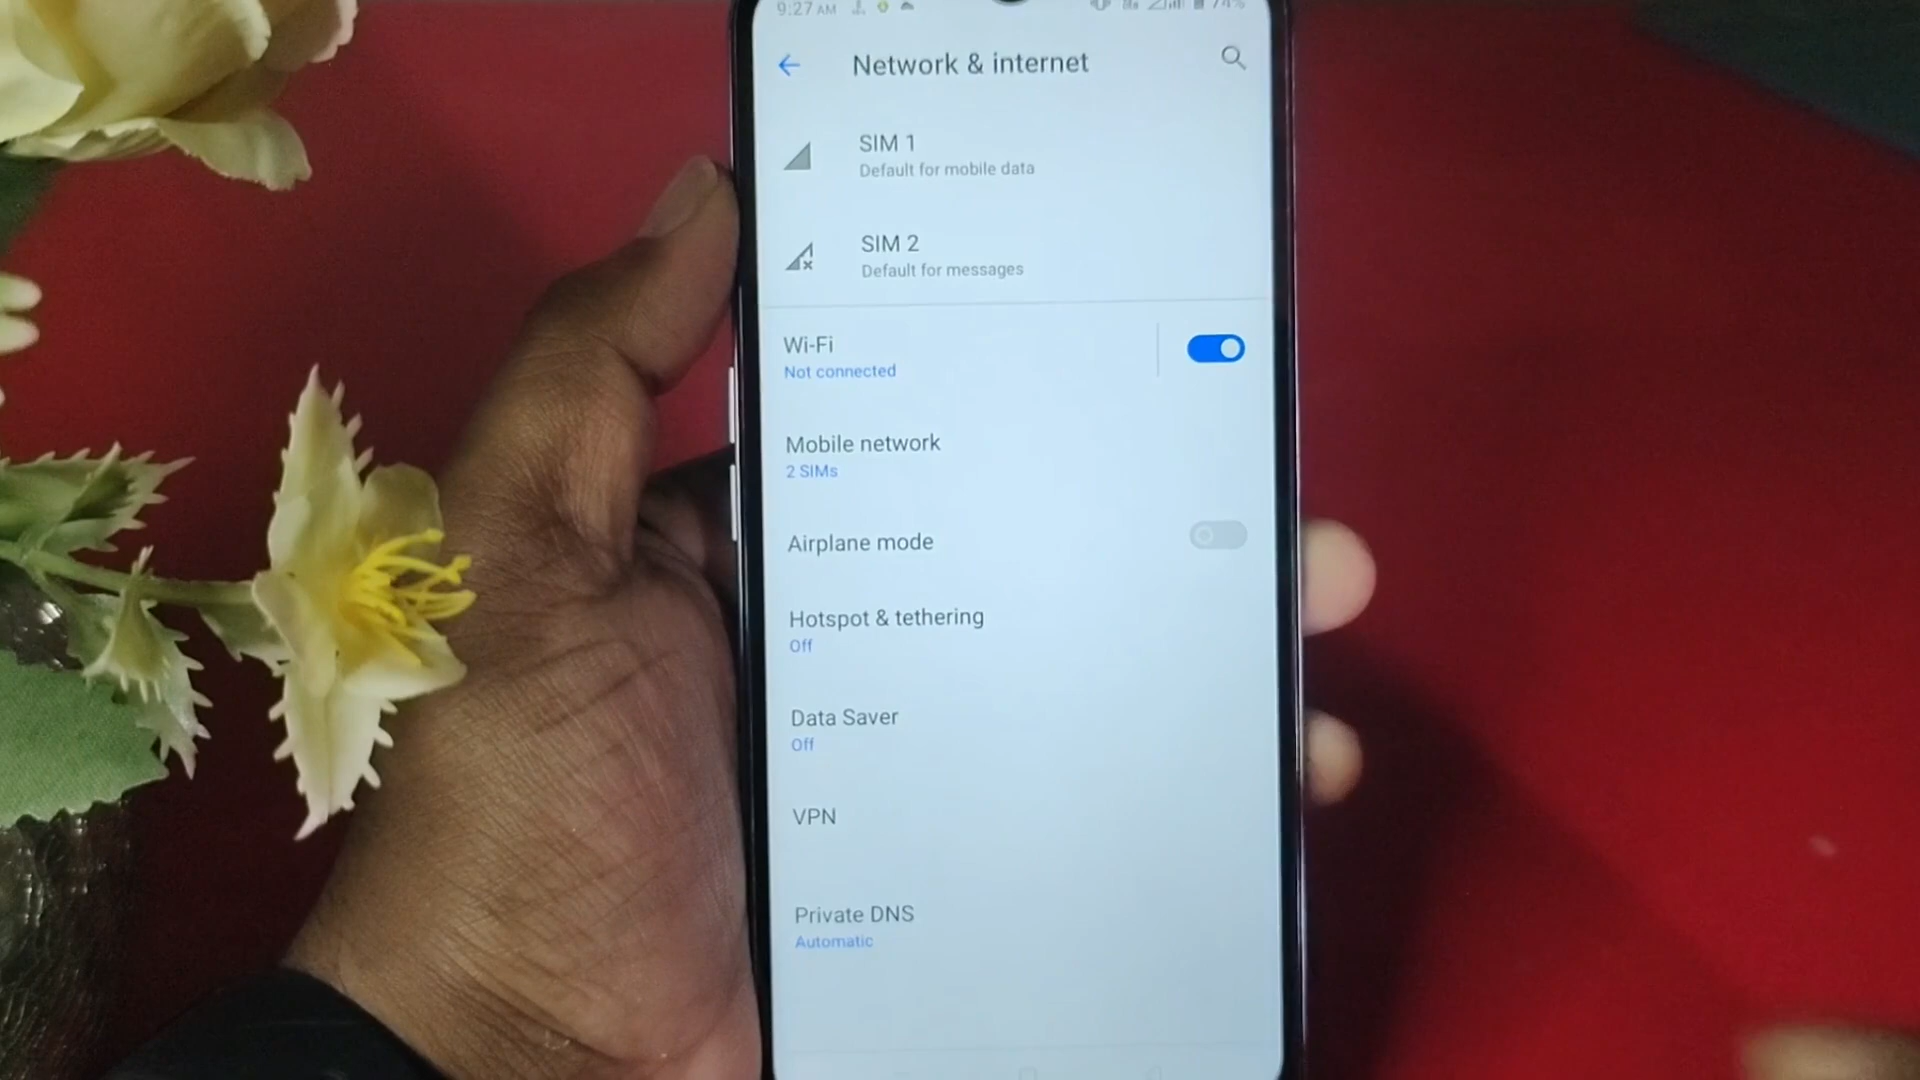 9:27 AM 74%
Network & internet
SIM 1
Default for mobile data
SIM 2
Default for messages
Wi-Fi
Not connected
Mobile network
2 SIMs
Airplane mode
Hotspot & tethering
Off
Data Saver
Off
VPN
Private DNS
Automatic